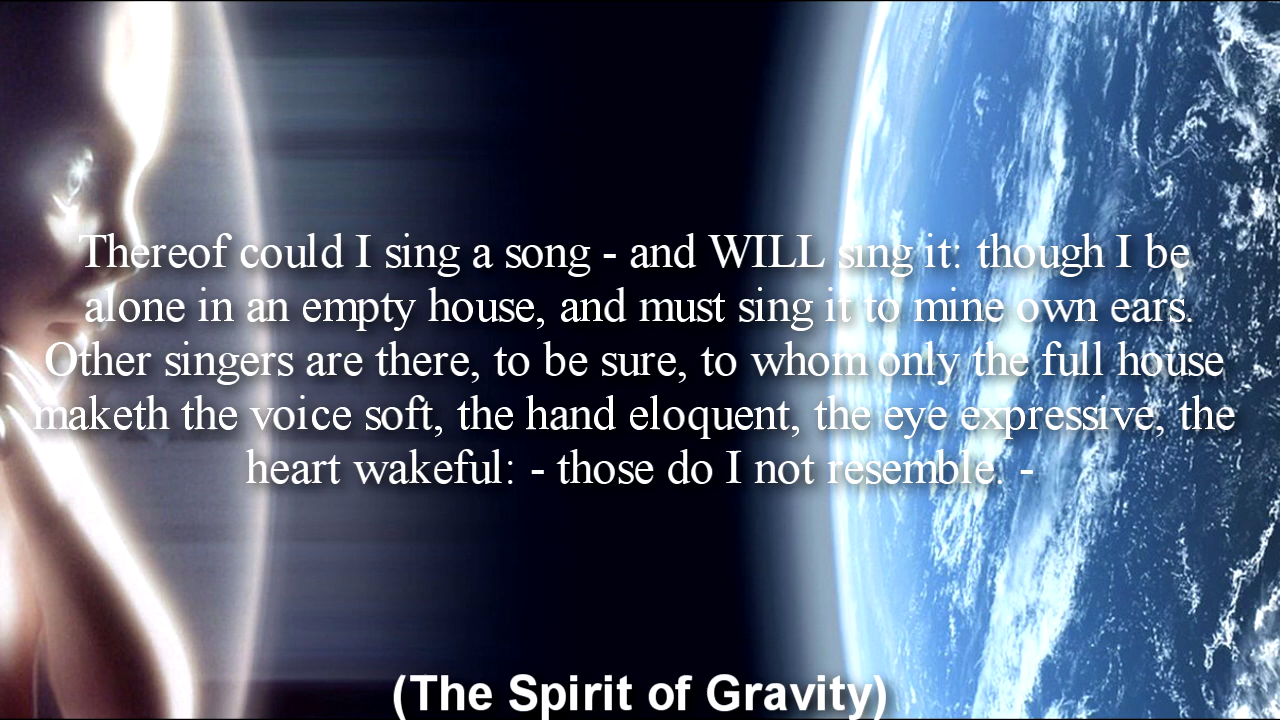 Thereof could I sing a song - and WILL sing it: though I be
alone in an empty house, and must sing it to mine own ears.
Other singers are there, to be sure, to whom only the full house
maketh the voice soft, the hand eloquent, the eye expressive, the
heart wakeful: - those do I not resemble. -
(The Spirit of Gravity)